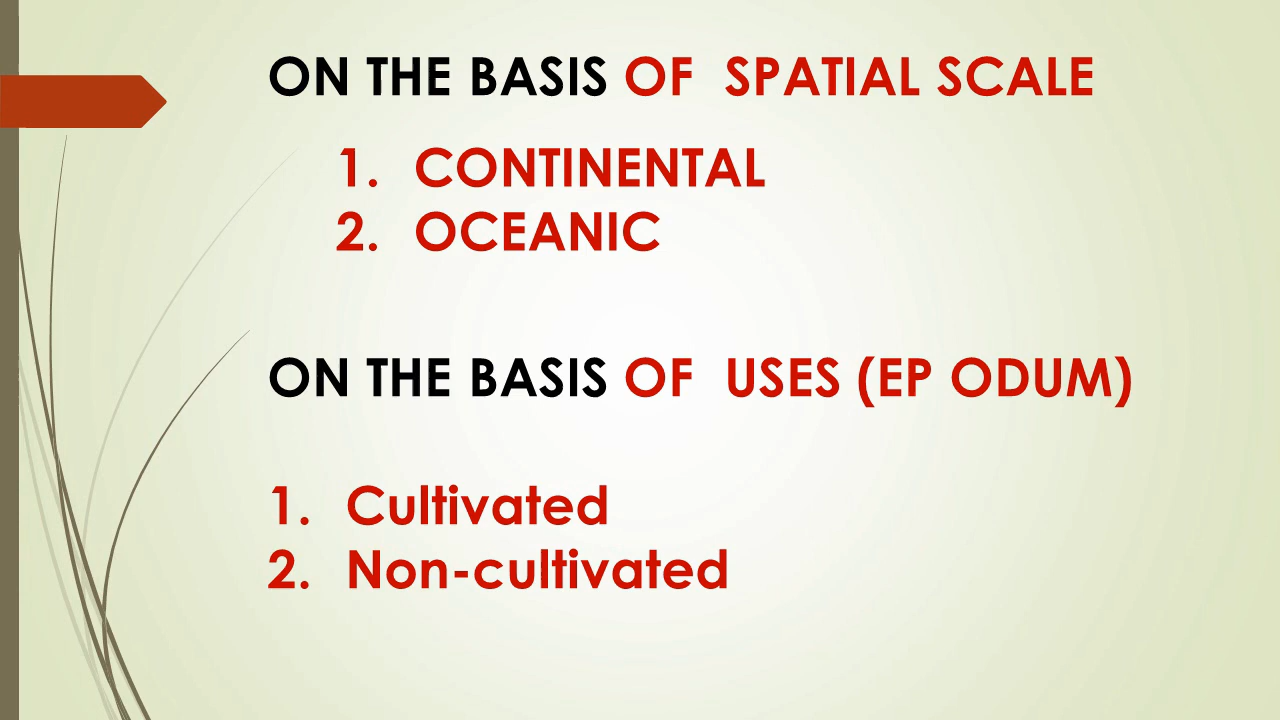 ON THE BASIS OF SPATIAL SCALE
1. CONTINENTAL
2. OCEANIC
ON THE BASIS OF USES (EP ODUM)
1. Cultivated
2. Non-cultivated